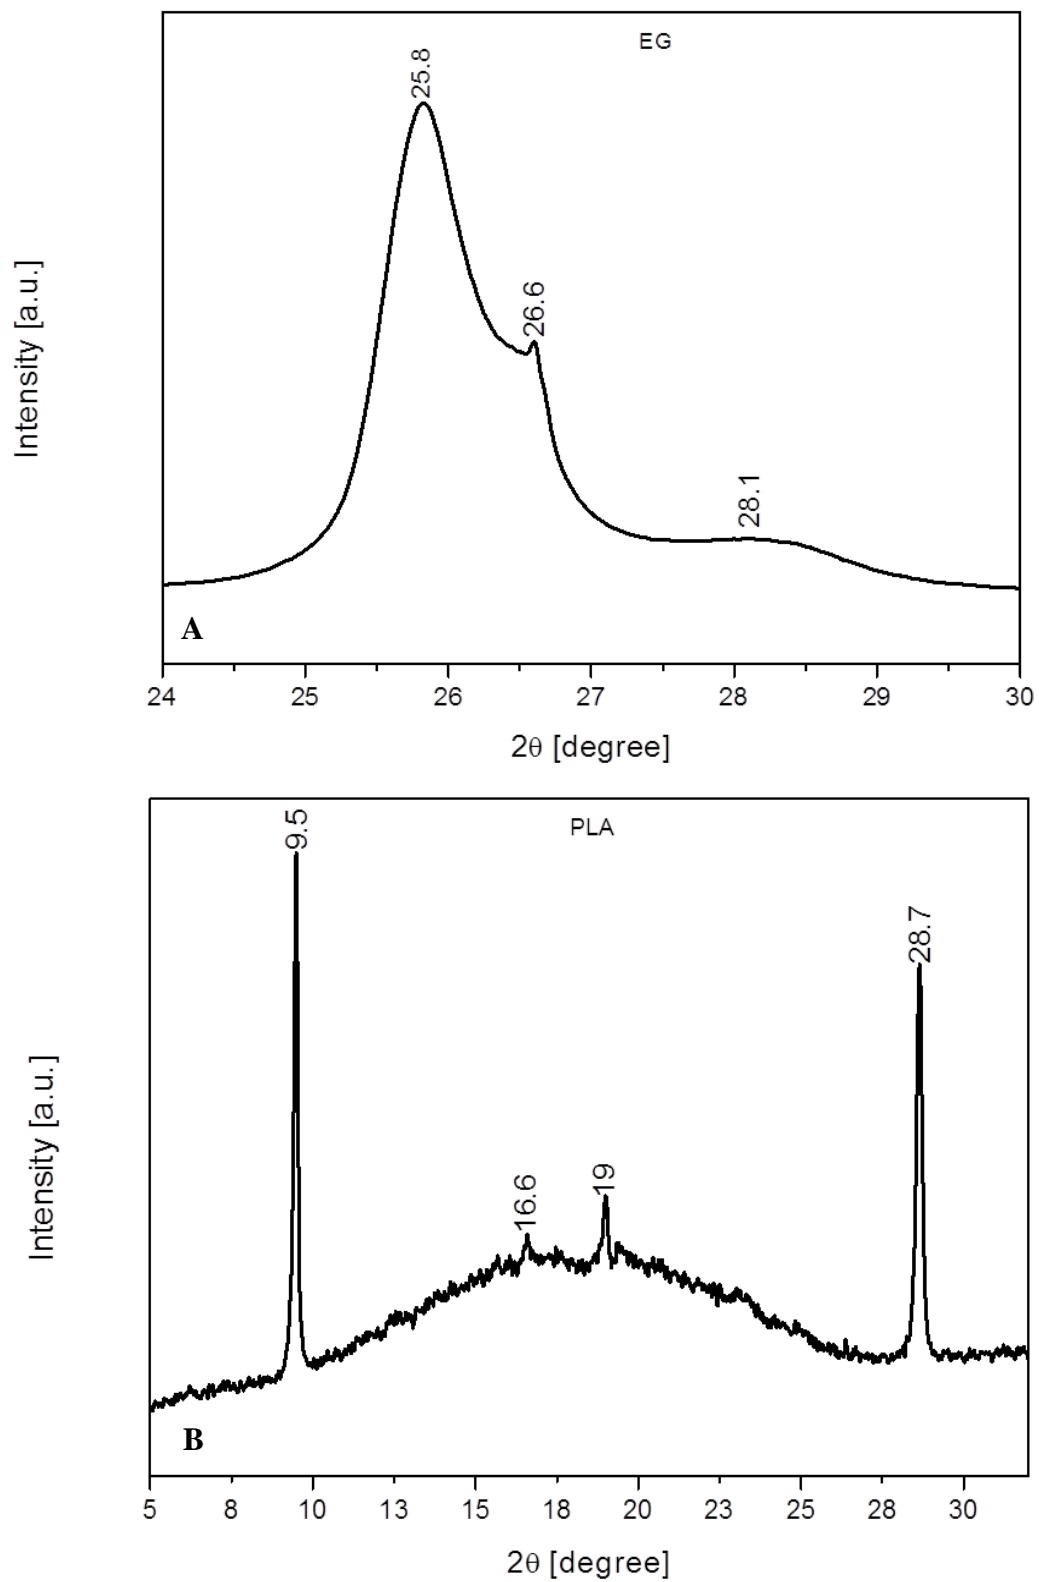 EG
25.8
26.6
28.1
Intensity [a.u.]
A
24 25 26 27 28 29 30
2θ [degree]
PLA
9.5
28.7
16.6
19
Intensity [a.u.]
B
5 8 10 13 15 18 20 23 25 28 30
2θ [degree]